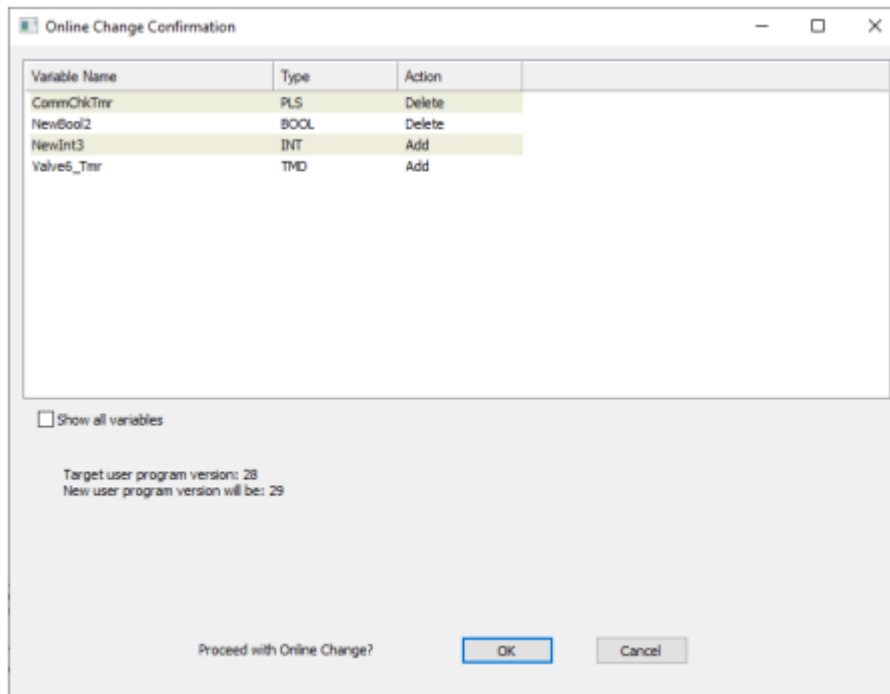 Online Change Confirmation
Variable Name Type Action
CommChkTmr PLS Delete
NewBool2 BOOL Delete
NewInt3 INT Add
Valve6_Tmr TMD Add
Show all variables
Target user program version: 28
New user program version will be: 29
Proceed with Online Change? OK Cancel